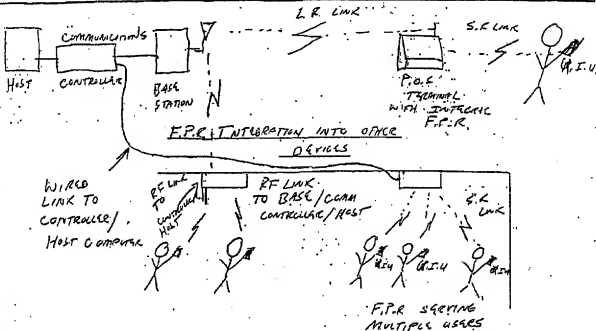 L.R. LINK
COMMUNICATIONS
S.R LINK
HOST
CONTROLLER
BASE
STATION
P.O.S
TERMINAL
WITH INTEGRAL
F.P.R.
R.I.U.
F.P.R INTEGRATION INTO OTHER
DEVICES
WIRED
LINK TO
CONTROLLER/
HOST COMPUTER
RF LINK
TO
CONTROLLER
HOST
RF LINK
TO BASE/COMM
CONTROLLER/HOST
S.R
LINK
R.I.U
R.I.U
R.I.U
F.P.R SERVING
MULTIPLE USERS